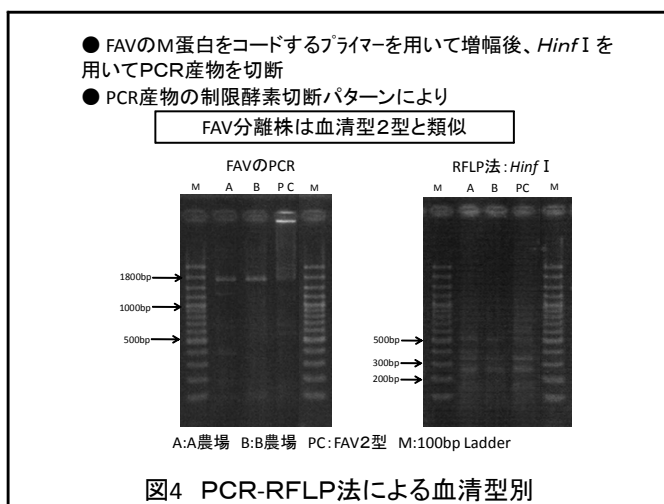 ● FAVのM蛋白をコードするプライマーを用いて増幅後、HinfⅠを
用いてPCR産物を切断
● PCR産物の制限酵素切断パターンにより
FAV分離株は血清型2型と類似
FAVのPCR
M A B PC M
1800bp
1000bp
500bp
RFLP法：HinfⅠ
M A B PC M
500bp
300bp
200bp
A:A農場 B:B農場 PC:FAV2型 M:100bp Ladder
図4 PCR-RFLP法による血清型別